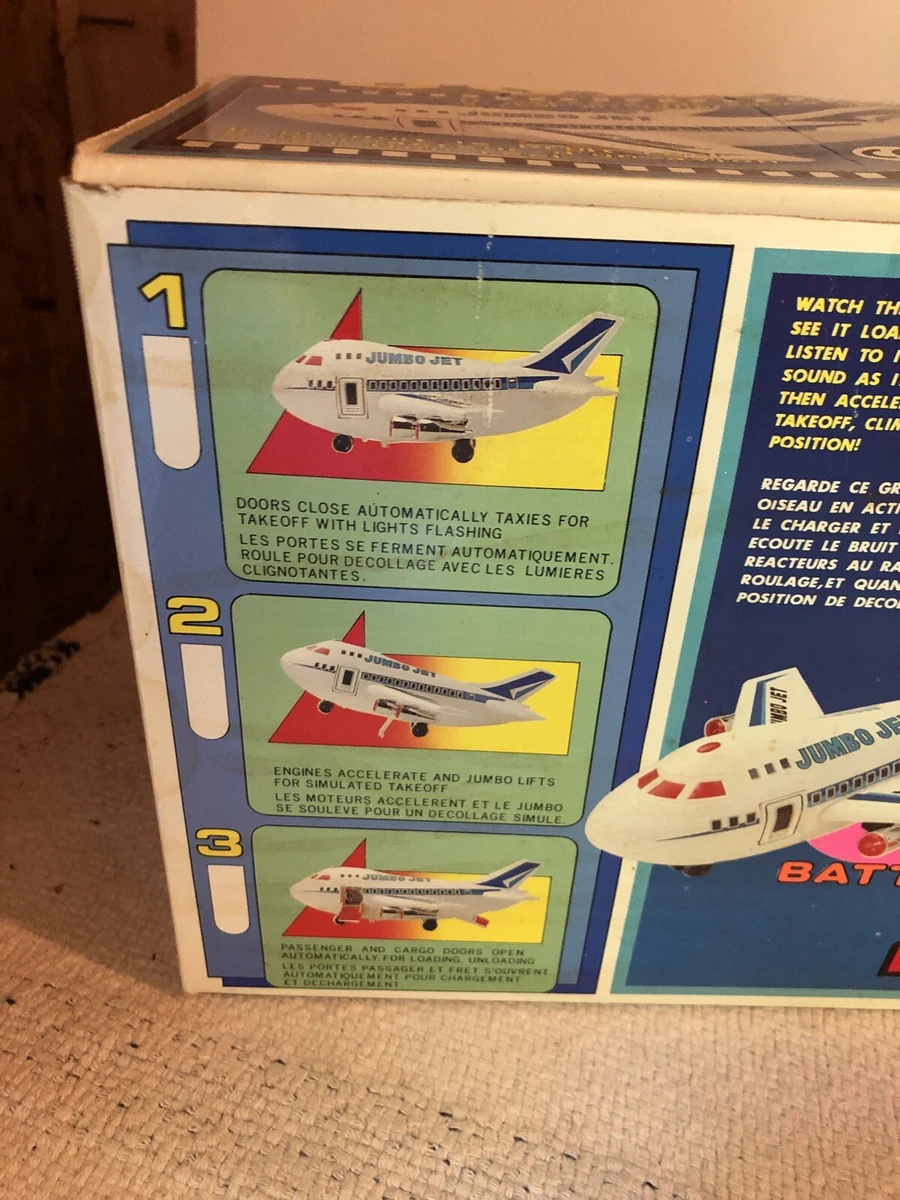 1
JUMBO JET
DOORS CLOSE AUTOMATICALLY TAXIES FOR
TAKEOFF WITH LIGHTS FLASHING
LES PORTES SE FERMENT AUTOMATIQUEMENT.
ROULE POUR DECOLLAGE AVEC LES LUMIERES
CLIGNOTANTES.
2
JUMBO JET
ENGINES ACCELERATE AND JUMBO LIFTS
FOR SIMULATED TAKEOFF
LES MOTEURS ACCELERENT ET LE JUMBO
SE SOULEVE POUR UN DECOLLAGE SIMULE.
3
JUMBO JET
PASSENGER AND CARGO DOORS OPEN
AUTOMATICALLY FOR LOADING, UNLOADING
LES PORTES PASSAGER ET FRET S'OUVRENT
AUTOMATIQUEMENT POUR CHARGEMENT
ET DECHARGEMENT.
WATCH TH
SEE IT LOA
LISTEN TO
SOUND AS
THEN ACCELE
TAKEOFF, CLIM
POSITION!
REGARDE CE GR
OISEAU EN ACTI
LE CHARGER ET
ECOUTE LE BRUIT
REACTEURS AU RA
ROULAGE, ET QUAN
POSITION DE DECO
JUMBO JET
JUMBO JE
BATT